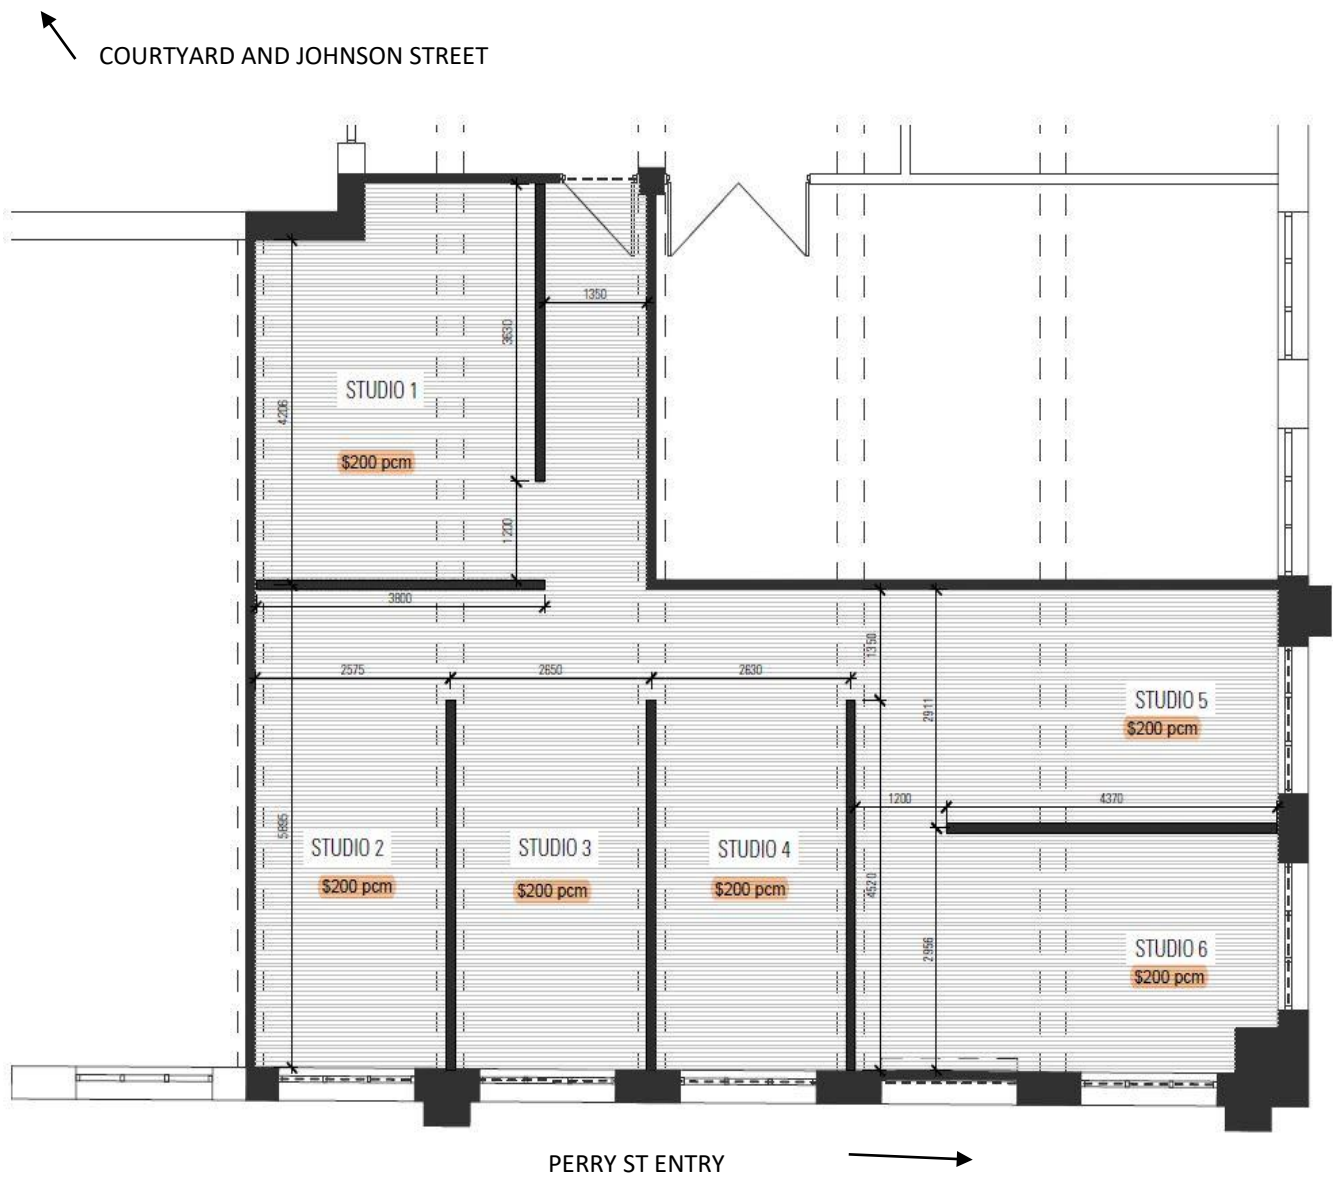 COURTYARD AND JOHNSON STREET
1350
3630
STUDIO 1
4206
$200 pcm
1200
3800
1350
2575
2650
2630
2911
STUDIO 5
$200 pcm
1200
4370
5895
STUDIO 2
STUDIO 3
STUDIO 4
$200 pcm
$200 pcm
$200 pcm
4520
2956
STUDIO 6
$200 pcm
PERRY ST ENTRY